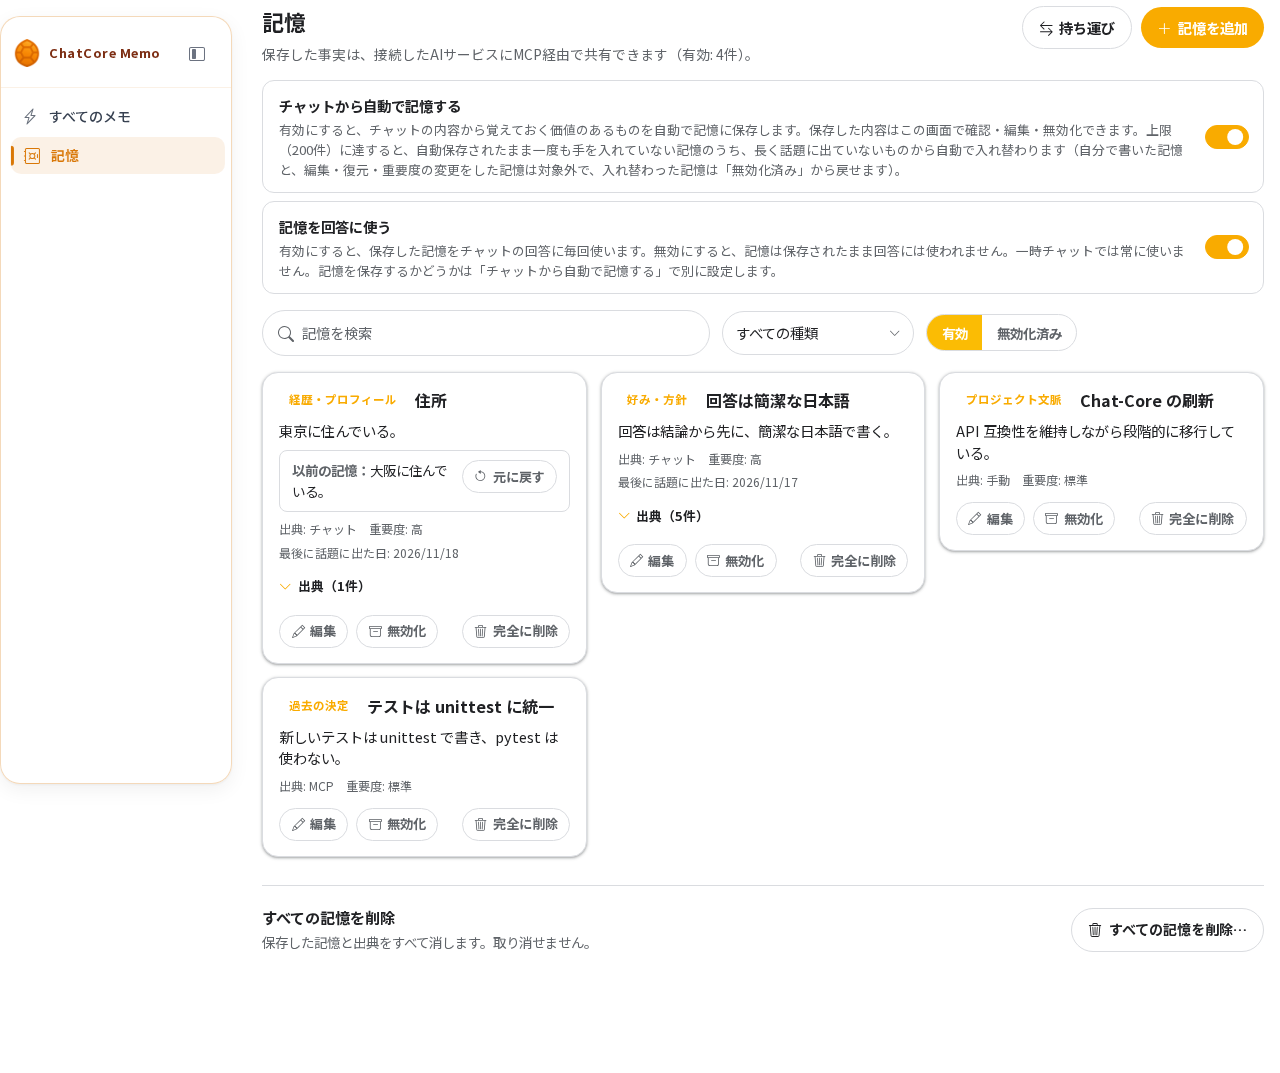 ChatCore Memo
すべてのメモ
記憶
記憶
保存した事実は、接続したAIサービスにMCP経由で共有できます（有効: 4件）。
持ち運び
記憶を追加
チャットから自動で記憶する
有効にすると、チャットの内容から覚えておく価値のあるものを自動で記憶に保存します。保存した内容はこの画面で確認・編集・無効化できます。上限
（200件）に達すると、自動保存されたまま一度も手を入れていない記憶のうち、長く話題に出ていないものから自動で入れ替わります（自分で書いた記憶
と、編集・復元・重要度の変更をした記憶は対象外で、入れ替わった記憶は「無効化済み」から戻せます）。
記憶を回答に使う
有効にすると、保存した記憶をチャットの回答に毎回使います。無効にすると、記憶は保存されたまま回答には使われません。一時チャットでは常に使いま
せん。記憶を保存するかどうかは「チャットから自動で記憶する」で別に設定します。
記憶を検索
すべての種類
有効
無効化済み
経歴・プロフィール
住所
東京に住んでいる。
以前の記憶：大阪に住んで
いる。
元に戻す
出典: チャット 重要度: 高
最後に話題に出た日: 2026/11/18
出典（1件）
編集
無効化
完全に削除
好み・方針
回答は簡潔な日本語
回答は結論から先に、簡潔な日本語で書く。
出典: チャット 重要度: 高
最後に話題に出た日: 2026/11/17
出典（5件）
編集
無効化
完全に削除
プロジェクト文脈
Chat-Core の刷新
API 互換性を維持しながら段階的に移行して
いる。
出典: 手動 重要度: 標準
編集
無効化
完全に削除
過去の決定
テストは unittest に統一
新しいテストは unittest で書き、pytest は
使わない。
出典: MCP 重要度: 標準
編集
無効化
完全に削除
すべての記憶を削除
保存した記憶と出典をすべて消します。取り消せません。
すべての記憶を削除…